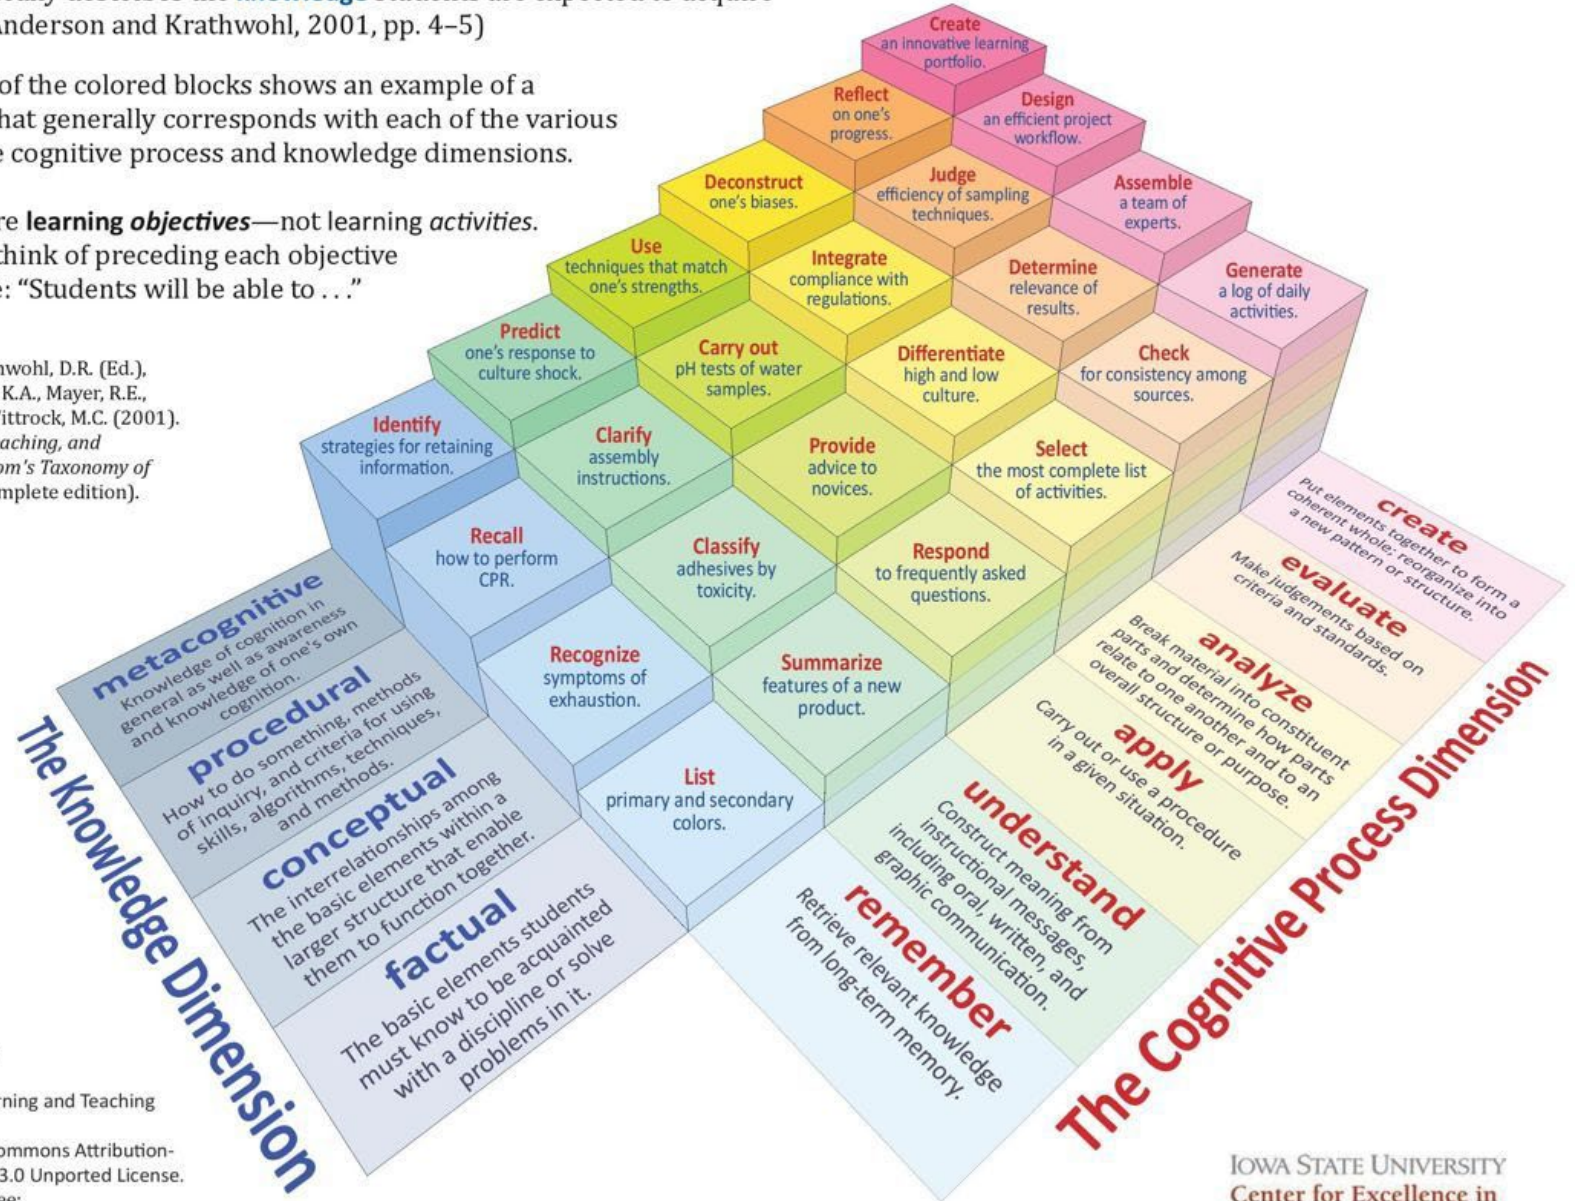 students are expected to acquire
Anderson and Krathwohl, 2001, pp. 4–5)
of the colored blocks shows an example of a
hat generally corresponds with each of the various
cognitive process and knowledge dimensions.
re learning objectives—not learning activities.
think of preceding each objective
: “Students will be able to . . .”
hwohl, D.R. (Ed.),
K.A., Mayer, R.E.,
ittrock, M.C. (2001).
aching, and
om’s Taxonomy of
mplete edition).
Create
an innovative learning
portfolio.
Reflect
on one’s
progress.
Design
an efficient project
workflow.
Deconstruct
one’s biases.
Judge
efficiency of sampling
techniques.
Assemble
a team of
experts.
Use
techniques that match
one’s strengths.
Integrate
compliance with
regulations.
Determine
relevance of
results.
Generate
a log of daily
activities.
Predict
one’s response to
culture shock.
Carry out
pH tests of water
samples.
Differentiate
high and low
culture.
Check
for consistency among
sources.
Identify
strategies for retaining
information.
Clarify
assembly
instructions.
Provide
advice to
novices.
Select
the most complete list
of activities.
Recall
how to perform
CPR.
Classify
adhesives by
toxicity.
Respond
to frequently asked
questions.
Recognize
symptoms of
exhaustion.
Summarize
features of a new
product.
List
primary and secondary
colors.
metacognitive
Knowledge of cognition in
general as well as awareness
and knowledge of one’s own
cognition.
procedural
How to do something, methods
of inquiry, and criteria for using
skills, algorithms, techniques,
and methods.
conceptual
The interrelationships among
the basic elements within a
larger structure that enable
them to function together.
factual
The basic elements students
must know to be acquainted
with a discipline or solve
problems in it.
The Knowledge Dimension
create
Put elements together to form a
coherent whole; reorganize into
a new pattern or structure.
evaluate
Make judgements based on
criteria and standards.
analyze
Break material into constituent
parts and determine how parts
relate to one another and to an
overall structure or purpose.
apply
Carry out or use a procedure
in a given situation.
understand
Construct meaning from
instructional messages,
including oral, written, and
graphic communication.
remember
Retrieve relevant knowledge
from long-term memory.
The Cognitive Process Dimension
rning and Teaching
ommons Attribution-
3.0 Unported License.
IOWA STATE UNIVERSITY
Center for Excellence in